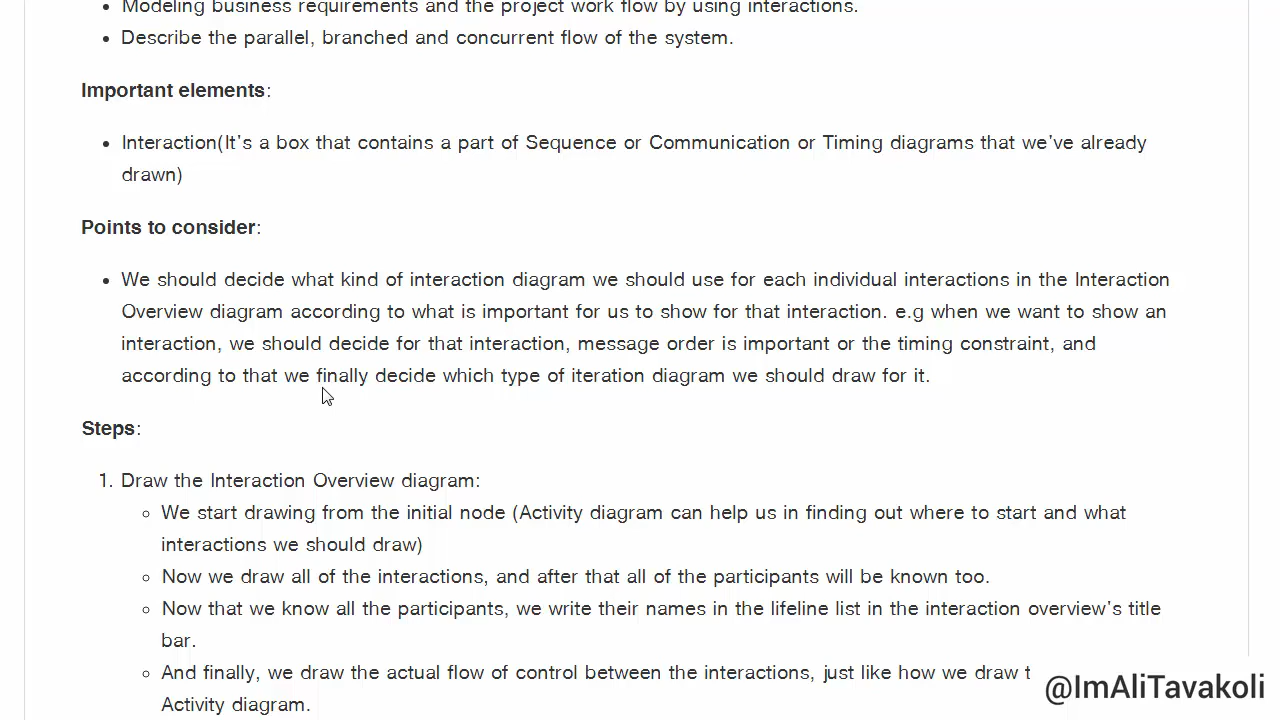 • Modeling business requirements and the project work flow by using interactions.
• Describe the parallel, branched and concurrent flow of the system.
Important elements:
• Interaction(It's a box that contains a part of Sequence or Communication or Timing diagrams that we've already
drawn)
Points to consider:
• We should decide what kind of interaction diagram we should use for each individual interactions in the Interaction
Overview diagram according to what is important for us to show for that interaction. e.g when we want to show an
interaction, we should decide for that interaction, message order is important or the timing constraint, and
according to that we finally decide which type of iteration diagram we should draw for it.
Steps:
1. Draw the Interaction Overview diagram:
◦ We start drawing from the initial node (Activity diagram can help us in finding out where to start and what
interactions we should draw)
◦ Now we draw all of the interactions, and after that all of the participants will be known too.
◦ Now that we know all the participants, we write their names in the lifeline list in the interaction overview's title
bar.
◦ And finally, we draw the actual flow of control between the interactions, just like how we draw
Activity diagram.
@ImAliTavakoli